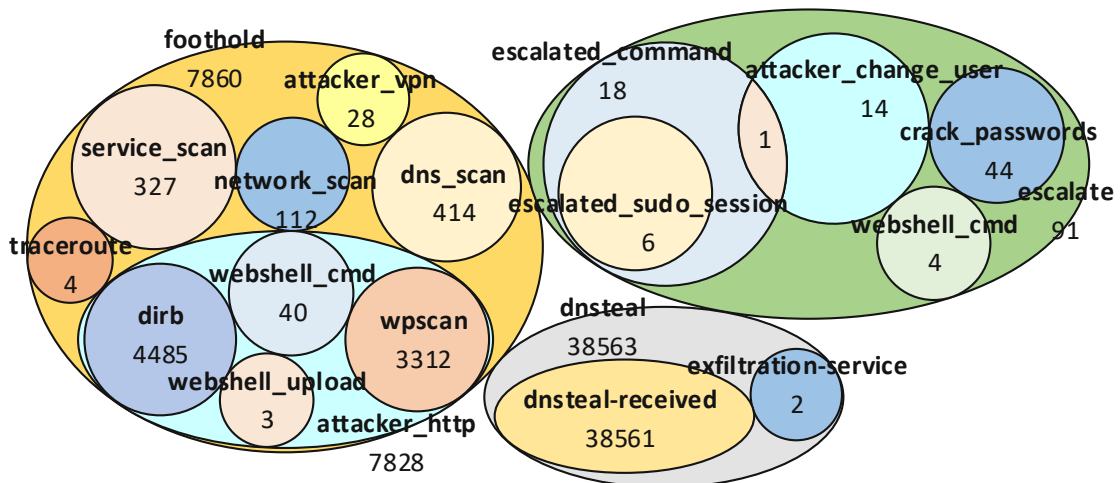 foothold
7860
attacker_vpn
28
service_scan
327
network_scan
112
dns_scan
414
traceroute
4
webshell_cmd
40
dirb
4485
wpscan
3312
webshell_upload
3
attacker_http
7828
escalated_command
18
attacker_change_user
14
1
crack_passwords
44
escalated_sudo_session
6
escalate
91
webshell_cmd
4
dnsteal
38563
exfiltration-service
2
dnsteal-received
38561